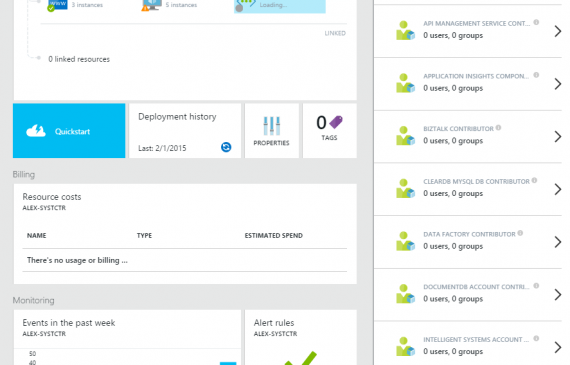 WWW
3 instances
5 instances
Loading...
LINKED
0 linked resources
Quickstart
Deployment history
Last: 2/1/2015
PROPERTIES
0
TAGS
Billing
Resource costs
ALEX-SYSTCTR
NAME TYPE ESTIMATED SPEND
There's no usage or billing ...
Monitoring
Events in the past week
ALEX-SYSTCTR
50
40
Alert rules
ALEX-SYSTCTR
API MANAGEMENT SERVICE CONT...
0 users, 0 groups
APPLICATION INSIGHTS COMPON...
0 users, 0 groups
BIZTALK CONTRIBUTOR
0 users, 0 groups
CLEARDB MYSQL DB CONTRIBUTOR
0 users, 0 groups
DATA FACTORY CONTRIBUTOR
0 users, 0 groups
DOCUMENTDB ACCOUNT CONTRI...
0 users, 0 groups
INTELLIGENT SYSTEMS ACCOUNT ...
0 users, 0 groups